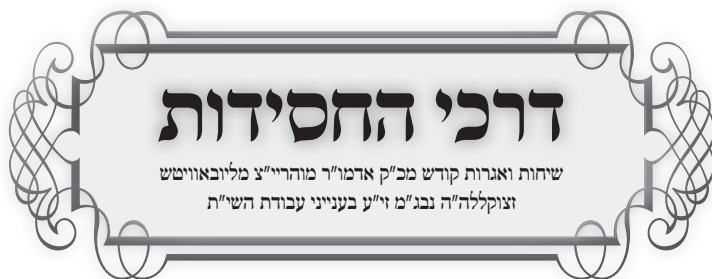 דרכי החסידות
שיחות ואגרות קודש מכ"ק אדמו"ר מוהריי"צ מליובאוויטש
זצוקללה"ה נבג"מ זי"ע בענייני עבודת השי"ת